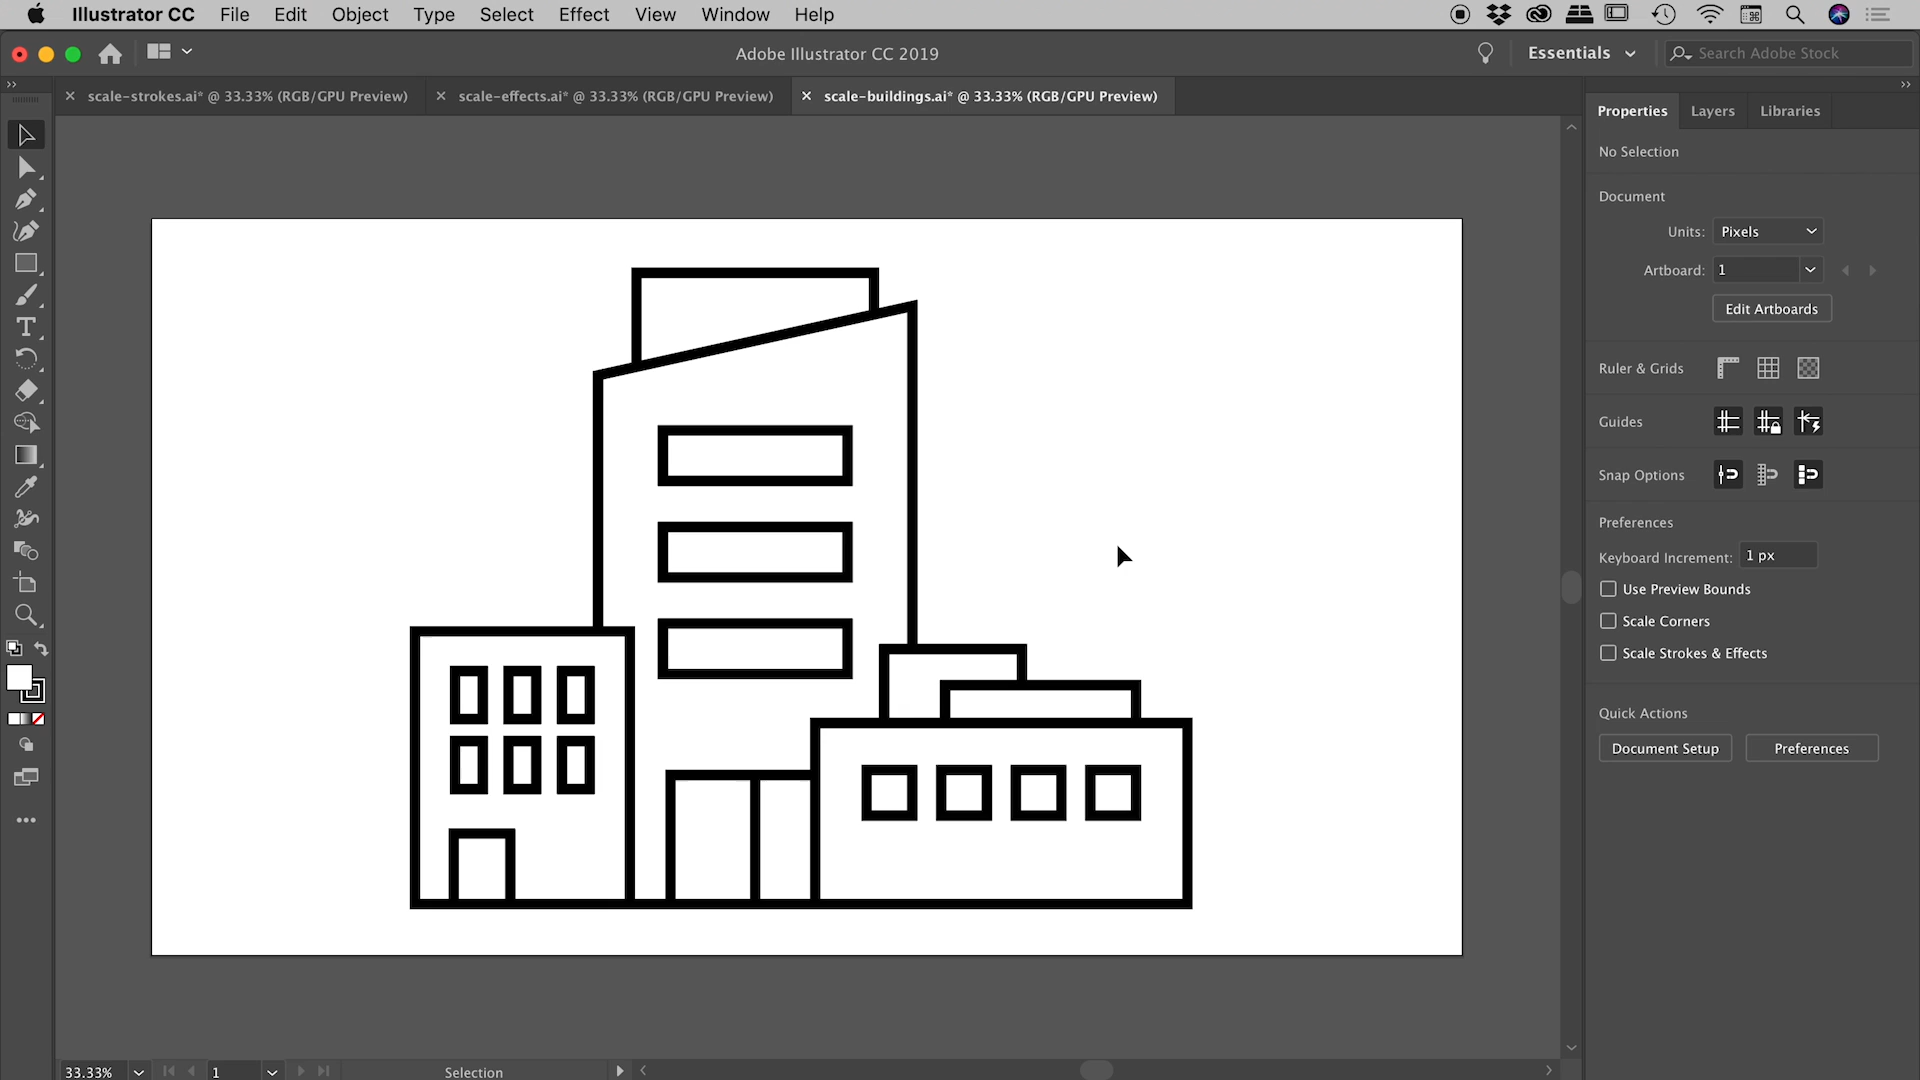 Illustrator CC File Edit Object Type Select Effect View Window Help
Adobe Illustrator CC 2019
Essentials
Search Adobe Stock
scale-strokes.ai* @ 33.33% (RGB/GPU Preview)
scale-effects.ai* @ 33.33% (RGB/GPU Preview)
scale-buildings.ai* @ 33.33% (RGB/GPU Preview)
Properties Layers Libraries
No Selection
Document
Units: Pixels
Artboard: 1
Edit Artboards
Ruler & Grids
Guides
Snap Options
Preferences
Keyboard Increment: 1 px
Use Preview Bounds
Scale Corners
Scale Strokes & Effects
Quick Actions
Document Setup Preferences
33.33% 1 Selection